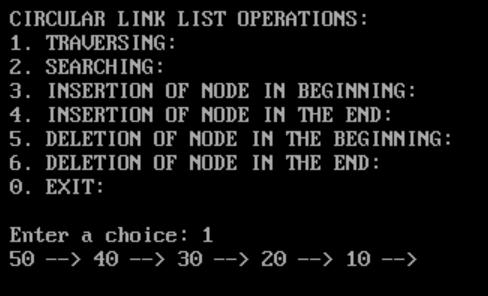 CIRCULAR LINK LIST OPERATIONS:
1. TRAVERSING:
2. SEARCHING:
3. INSERTION OF NODE IN BEGINNING:
4. INSERTION OF NODE IN THE END:
5. DELETION OF NODE IN THE BEGINNING:
6. DELETION OF NODE IN THE END:
0. EXIT:
Enter a choice: 1
50 --> 40 --> 30 --> 20 --> 10 -->